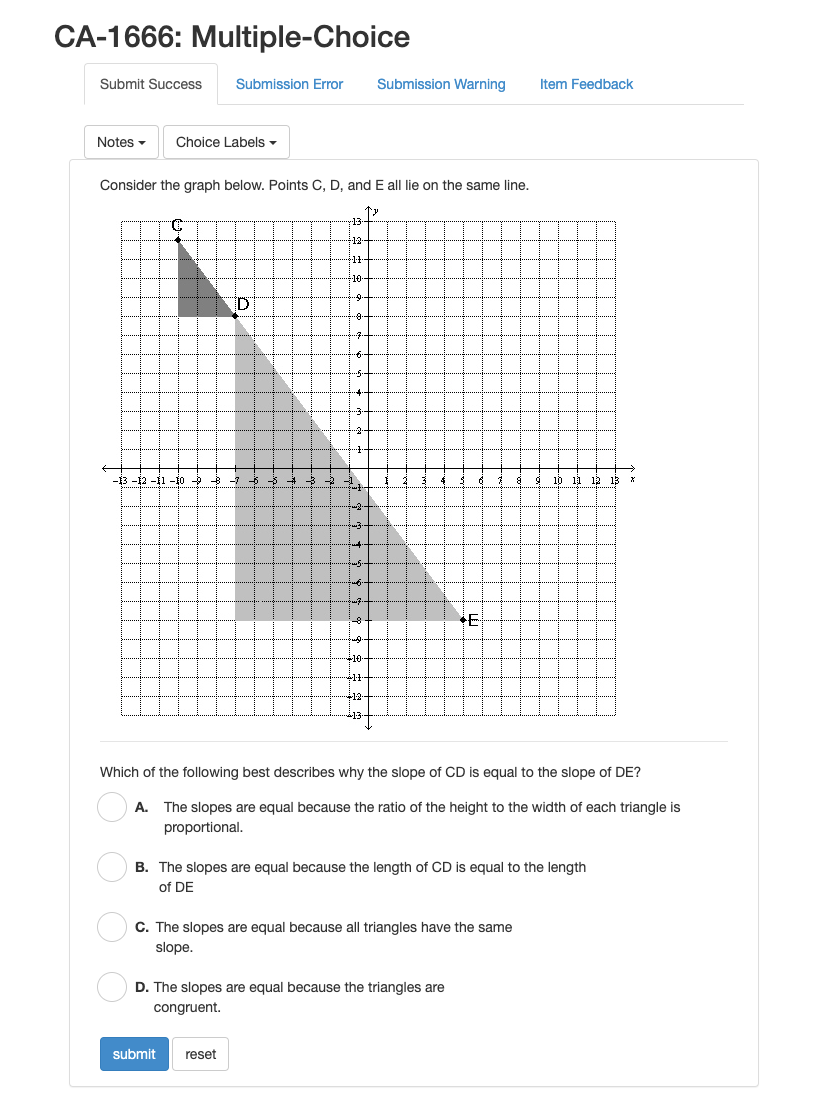 CA-1666: Multiple-Choice
Submit Success Submission Error Submission Warning Item Feedback
Notes Choice Labels
Consider the graph below. Points C, D, and E all lie on the same line.
y
13
C
12
11
10
9
D
8
7
6
5
4
3
2
1
-13 -12 -11 -10 -9 -8 -7 -6 -5 -4 -3 -2 -1 1 2 3 4 5 6 7 8 9 10 11 12 13 x
-1
-2
-3
-4
-5
-6
-7
-8 E
-9
-10
-11
-12
-13
Which of the following best describes why the slope of CD is equal to the slope of DE?
A. The slopes are equal because the ratio of the height to the width of each triangle is
proportional.
B. The slopes are equal because the length of CD is equal to the length
of DE
C. The slopes are equal because all triangles have the same
slope.
D. The slopes are equal because the triangles are
congruent.
submit reset